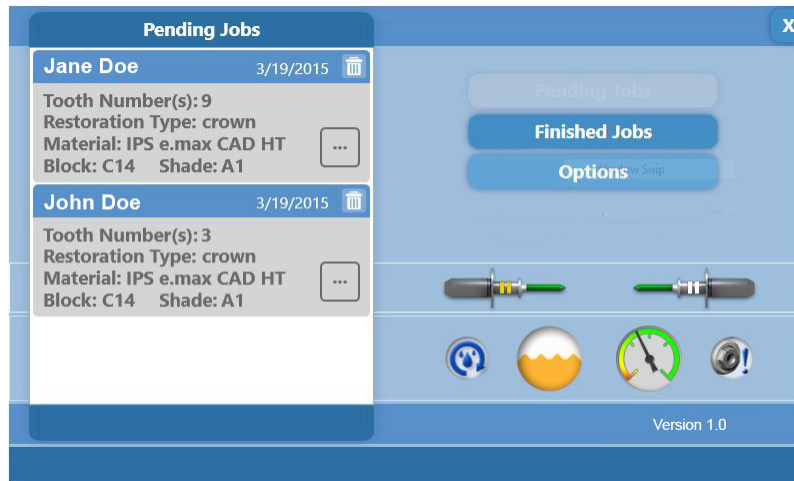 Pending Jobs
X
Jane Doe 3/19/2015
Tooth Number(s): 9
Restoration Type: crown
Material: IPS e.max CAD HT
Block: C14 Shade: A1
...
John Doe 3/19/2015
Tooth Number(s): 3
Restoration Type: crown
Material: IPS e.max CAD HT
Block: C14 Shade: A1
...
Pending Jobs
Finished Jobs
Options
Window Snip
Version 1.0